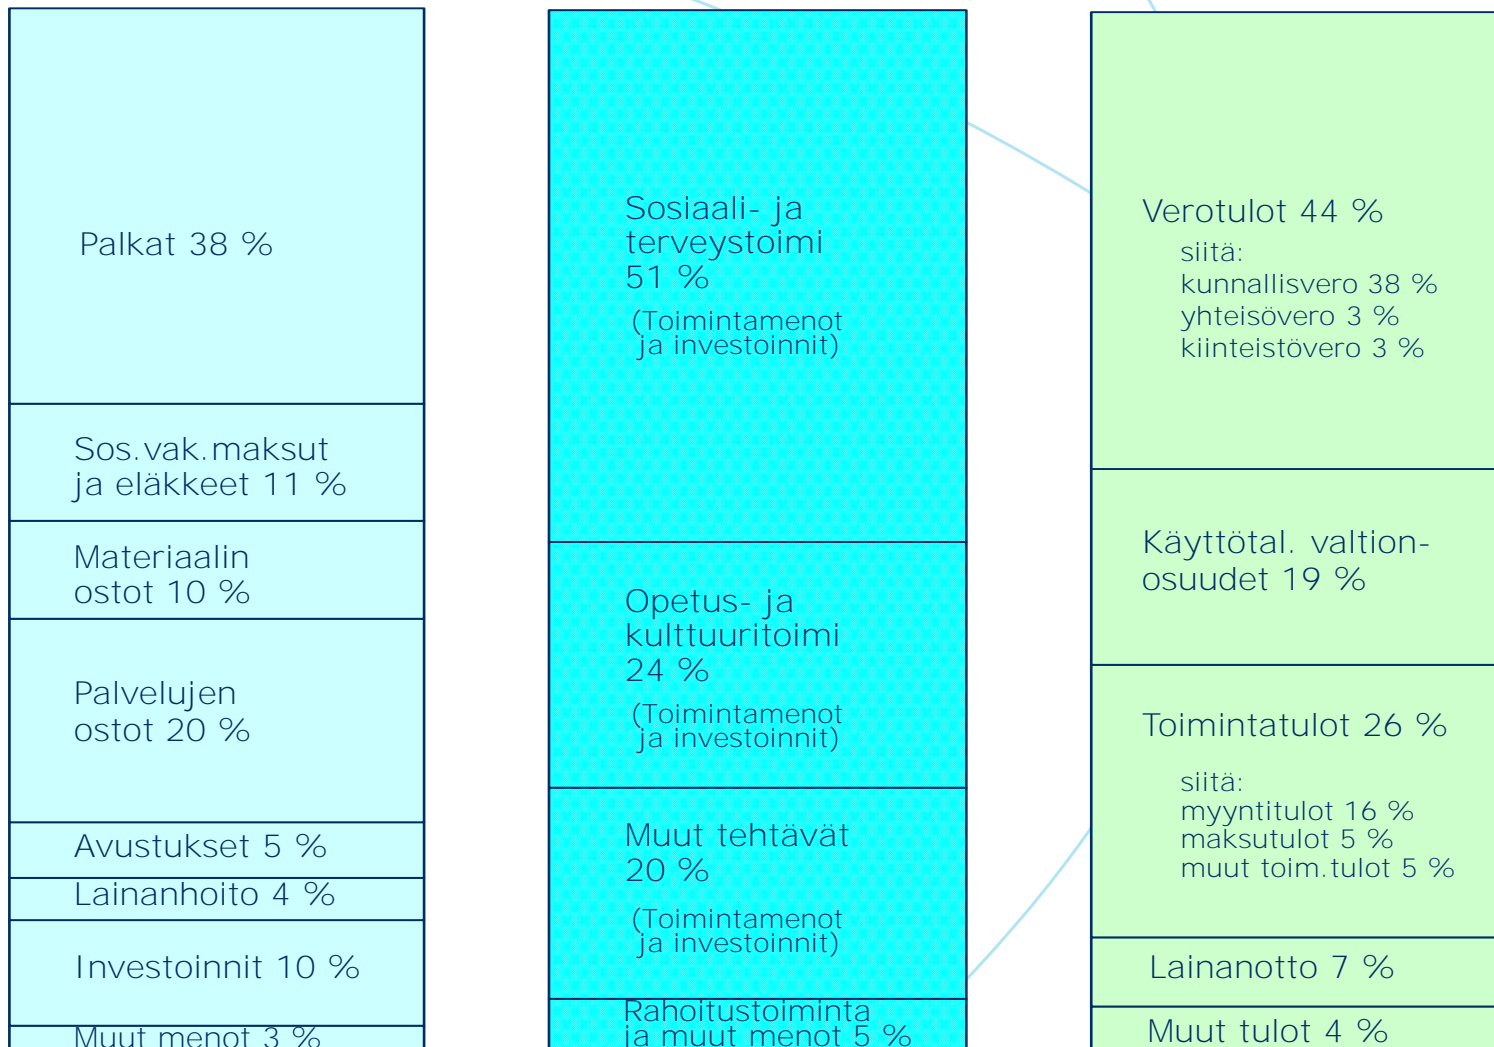 Palkat 38 %
Sos.vak.maksut
ja eläkkeet 11 %
Materiaalin
ostot 10 %
Palvelujen
ostot 20 %
Avustukset 5 %
Lainanhoito 4 %
Investoinnit 10 %
Muut menot 3 %
Sosiaali- ja
terveystoimi
51 %
(Toimintamenot
ja investoinnit)
Opetus- ja
kulttuuritoimi
24 %
(Toimintamenot
ja investoinnit)
Muut tehtävät
20 %
(Toimintamenot
ja investoinnit)
Rahoitustoiminta
ja muut menot 5 %
Verotulot 44 %
siitä:
kunnallisvero 38 %
yhteisövero 3 %
kiinteistövero 3 %
Käyttötal. valtion-
osuudet 19 %
Toimintatulot 26 %
siitä:
myyntitulot 16 %
maksutulot 5 %
muut toim.tulot 5 %
Lainanotto 7 %
Muut tulot 4 %